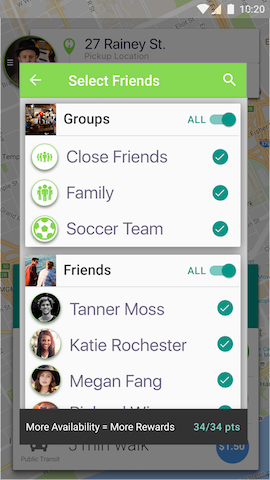 10:20
27 Rainey St.
Pickup Location
Select Friends
Groups ALL
Close Friends
Family
Soccer Team
Friends ALL
Tanner Moss
Katie Rochester
Megan Fang
More Availability = More Rewards 34/34 pts
5 min walk
Public Transit
$1.50